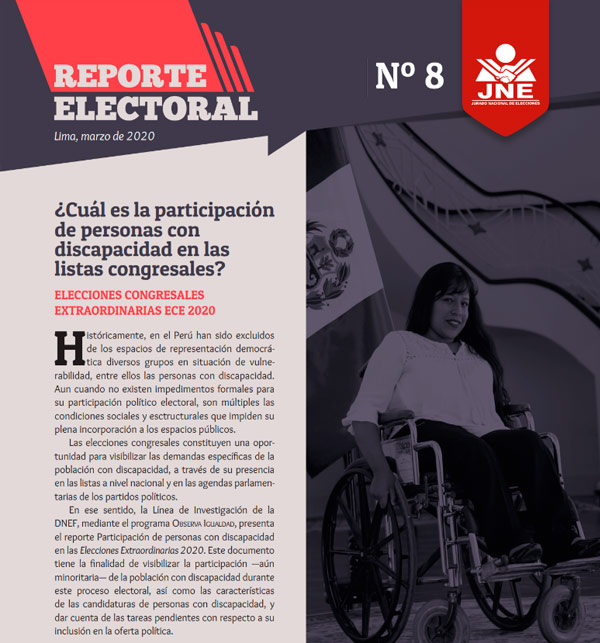 REPORTE
ELECTORAL
Lima, marzo de 2020
Nº 8
JNE
JURADO NACIONAL DE ELECCIONES
¿Cuál es la participación
de personas con
discapacidad en las
listas congresales?
ELECCIONES CONGRESALES
EXTRAORDINARIAS ECE 2020
Históricamente, en el Perú han sido excluidos
de los espacios de representación democrá-
tica diversos grupos en situación de vulne-
rabilidad, entre ellos las personas con discapacidad.
Aun cuando no existen impedimentos formales para
su participación político electoral, son múltiples las
condiciones sociales y esctructurales que impiden su
plena incorporación a los espacios públicos.
Las elecciones congresales constituyen una opor-
tunidad para visibilizar las demandas específicas de la
población con discapacidad, a través de su presencia
en las listas a nivel nacional y en las agendas parlamen-
tarias de los partidos políticos.
En ese sentido, la Línea de Investigación de la
DNEF, mediante el programa OBSERVA IGUALDAD, presenta
el reporte Participación de personas con discapacidad
en las Elecciones Extraordinarias 2020. Este documento
tiene la finalidad de visibilizar la participación —aún
minoritaria— de la población con discapacidad durante
este proceso electoral, así como las características
de las candidaturas de personas con discapacidad, y
dar cuenta de las tareas pendientes con respecto a su
inclusión en la oferta política.